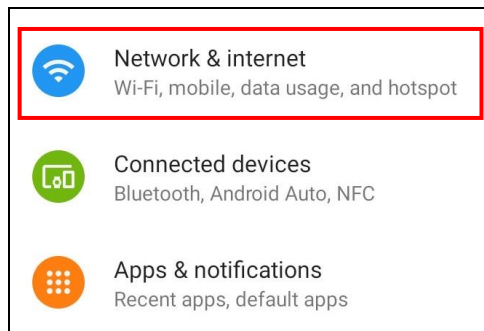 Network & internet
Wi-Fi, mobile, data usage, and hotspot
Connected devices
Bluetooth, Android Auto, NFC
Apps & notifications
Recent apps, default apps